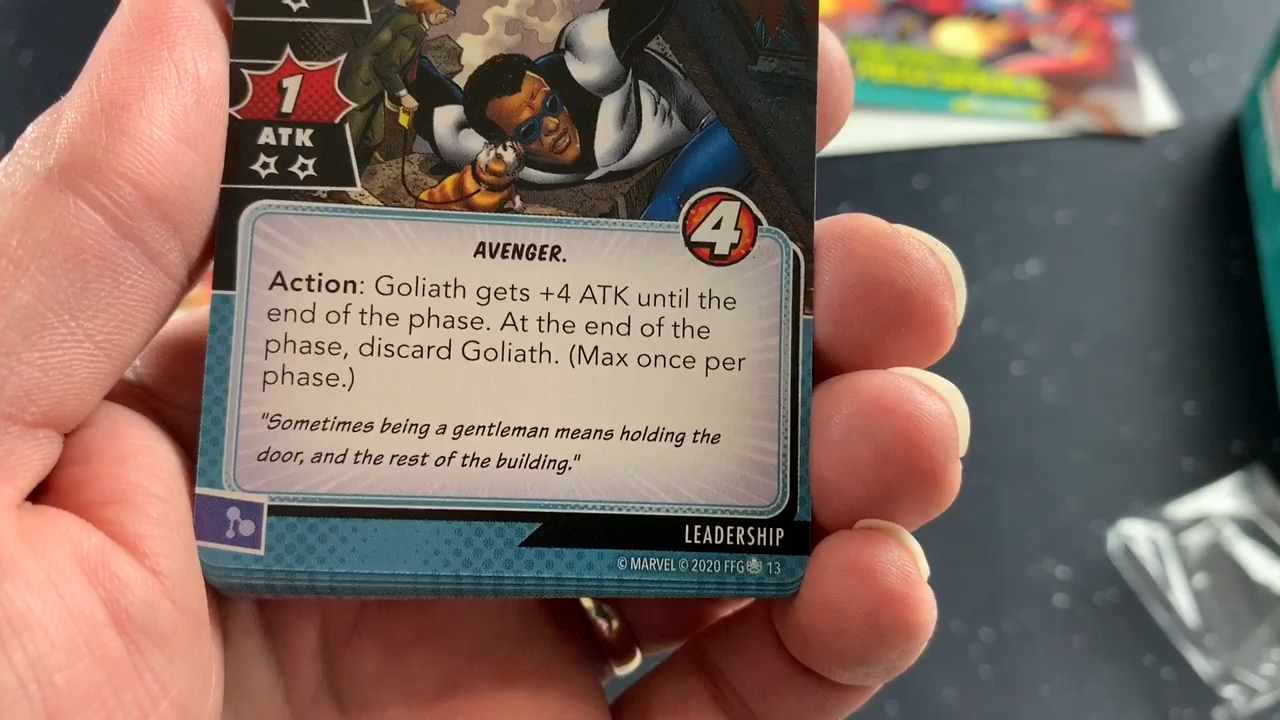 1
ATK
4
AVENGER.
Action: Goliath gets +4 ATK until the
end of the phase. At the end of the
phase, discard Goliath. (Max once per
phase.)
"Sometimes being a gentleman means holding the
door, and the rest of the building."
LEADERSHIP
© MARVEL © 2020 FFG 13